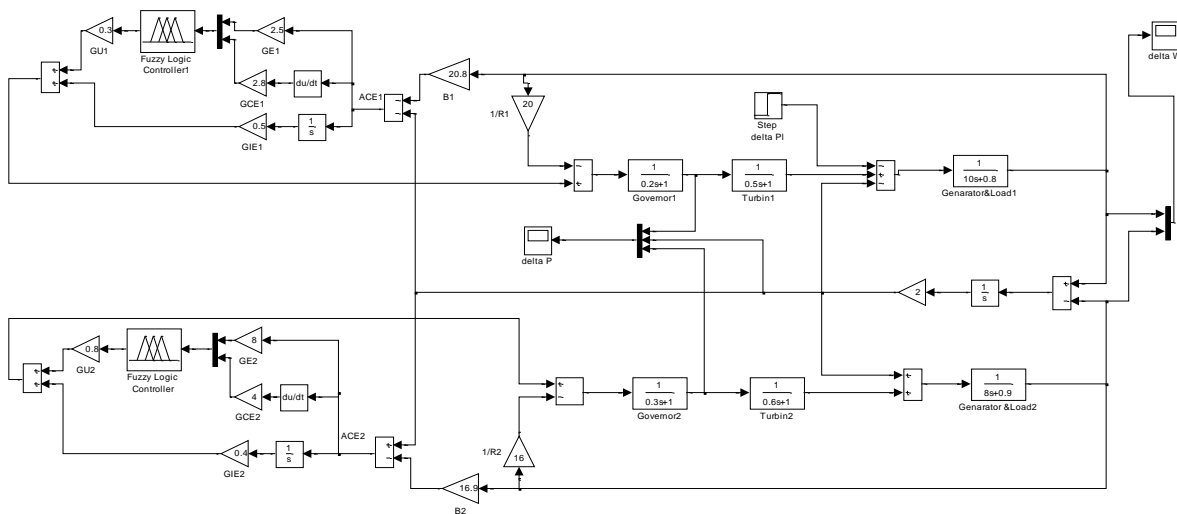 0.3
GU1
Fuzzy Logic
Controller1
2.5
GE1
2.8
GCE1
du/dt
0.5
GIE1
1
s
ACE1
20.8
B1
20
1/R1
Step
delta Pl
1
0.2s+1
Governor1
1
0.5s+1
Turbin1
1
10s+0.8
Genarator&Load1
delta W
delta P
2
1
s
0.8
GU2
Fuzzy Logic
Controller
8
GE2
4
GCE2
du/dt
0.4
GIE2
1
s
ACE2
16.9
B2
16
1/R2
1
0.3s+1
Governor2
1
0.6s+1
Turbin2
1
8s+0.9
Genarator &Load2